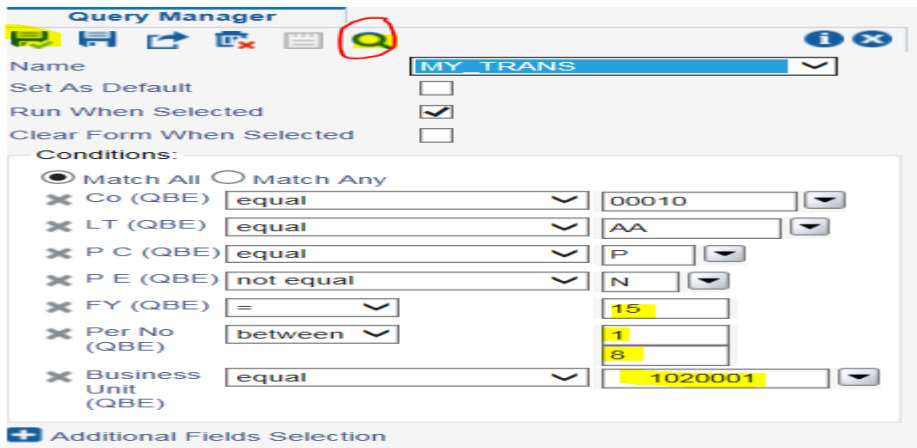 Query Manager
Name MY_TRANS
Set As Default
Run When Selected
Clear Form When Selected
Conditions:
Match All Match Any
Co (QBE) equal 00010
LT (QBE) equal AA
P C (QBE) equal P
P E (QBE) not equal N
FY (QBE) = 15
Per No between 1
(QBE) 8
Business equal 1020001
Unit
(QBE)
Additional Fields Selection